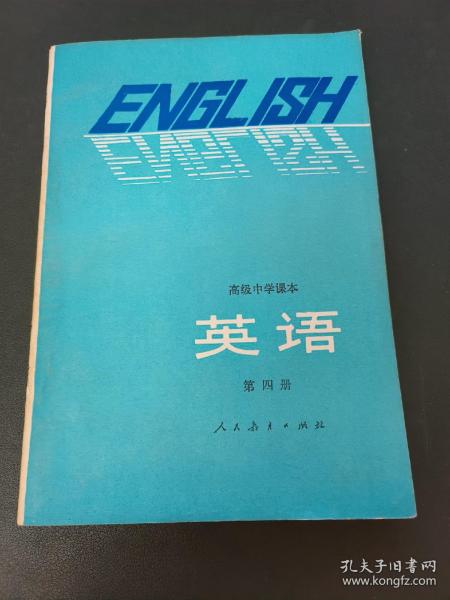 ENGLISH
高级中学课本
英语
第四册
人民教育出版社
孔夫子旧书网
www.kongfz.com